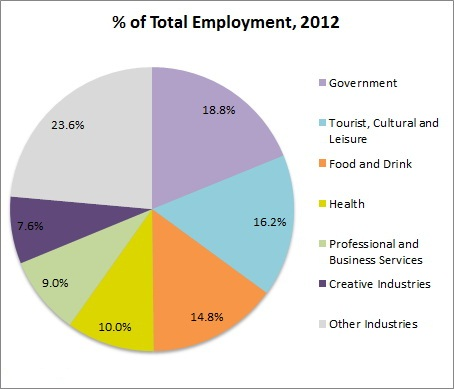 % of Total Employment, 2012
18.8%
16.2%
14.8%
10.0%
9.0%
7.6%
23.6%
Government
Tourist, Cultural and
Leisure
Food and Drink
Health
Professional and
Business Services
Creative Industries
Other Industries